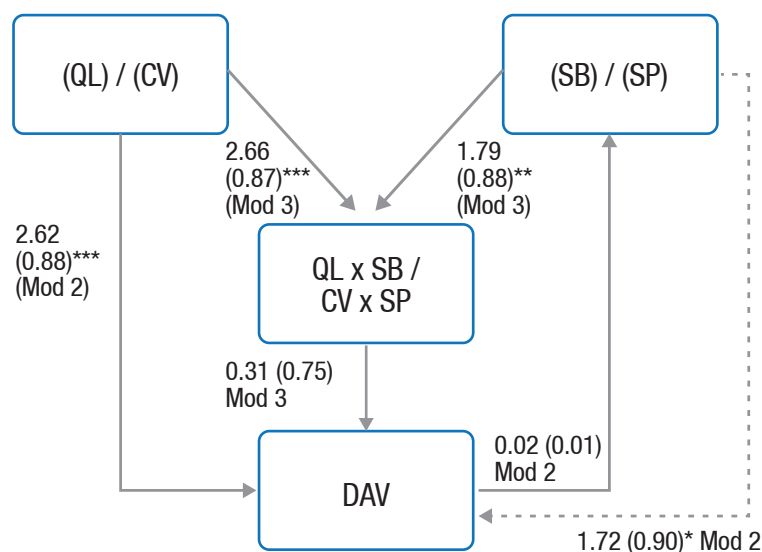 (QL) / (CV)
(SB) / (SP)
2.66
(0.87)***
(Mod 3)
1.79
(0.88)**
(Mod 3)
2.62
(0.88)***
(Mod 2)
QL x SB /
CV x SP
0.31 (0.75)
Mod 3
DAV
0.02 (0.01)
Mod 2
1.72 (0.90)* Mod 2